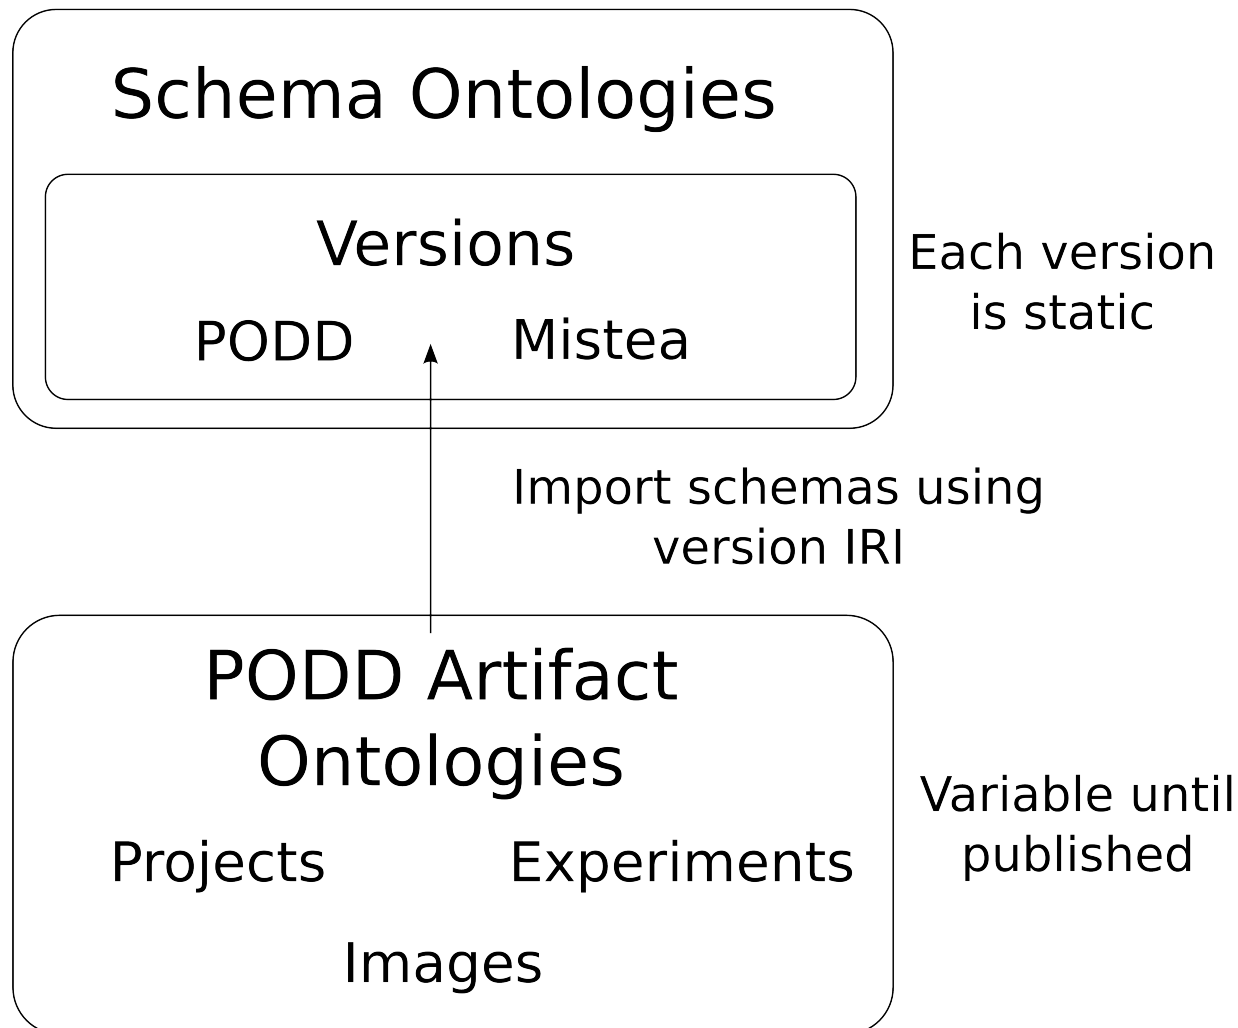 Schema Ontologies
Versions
PODD Mistea
Each version
is static
Import schemas using
version IRI
PODD Artifact
Ontologies
Projects Experiments
Images
Variable until
published